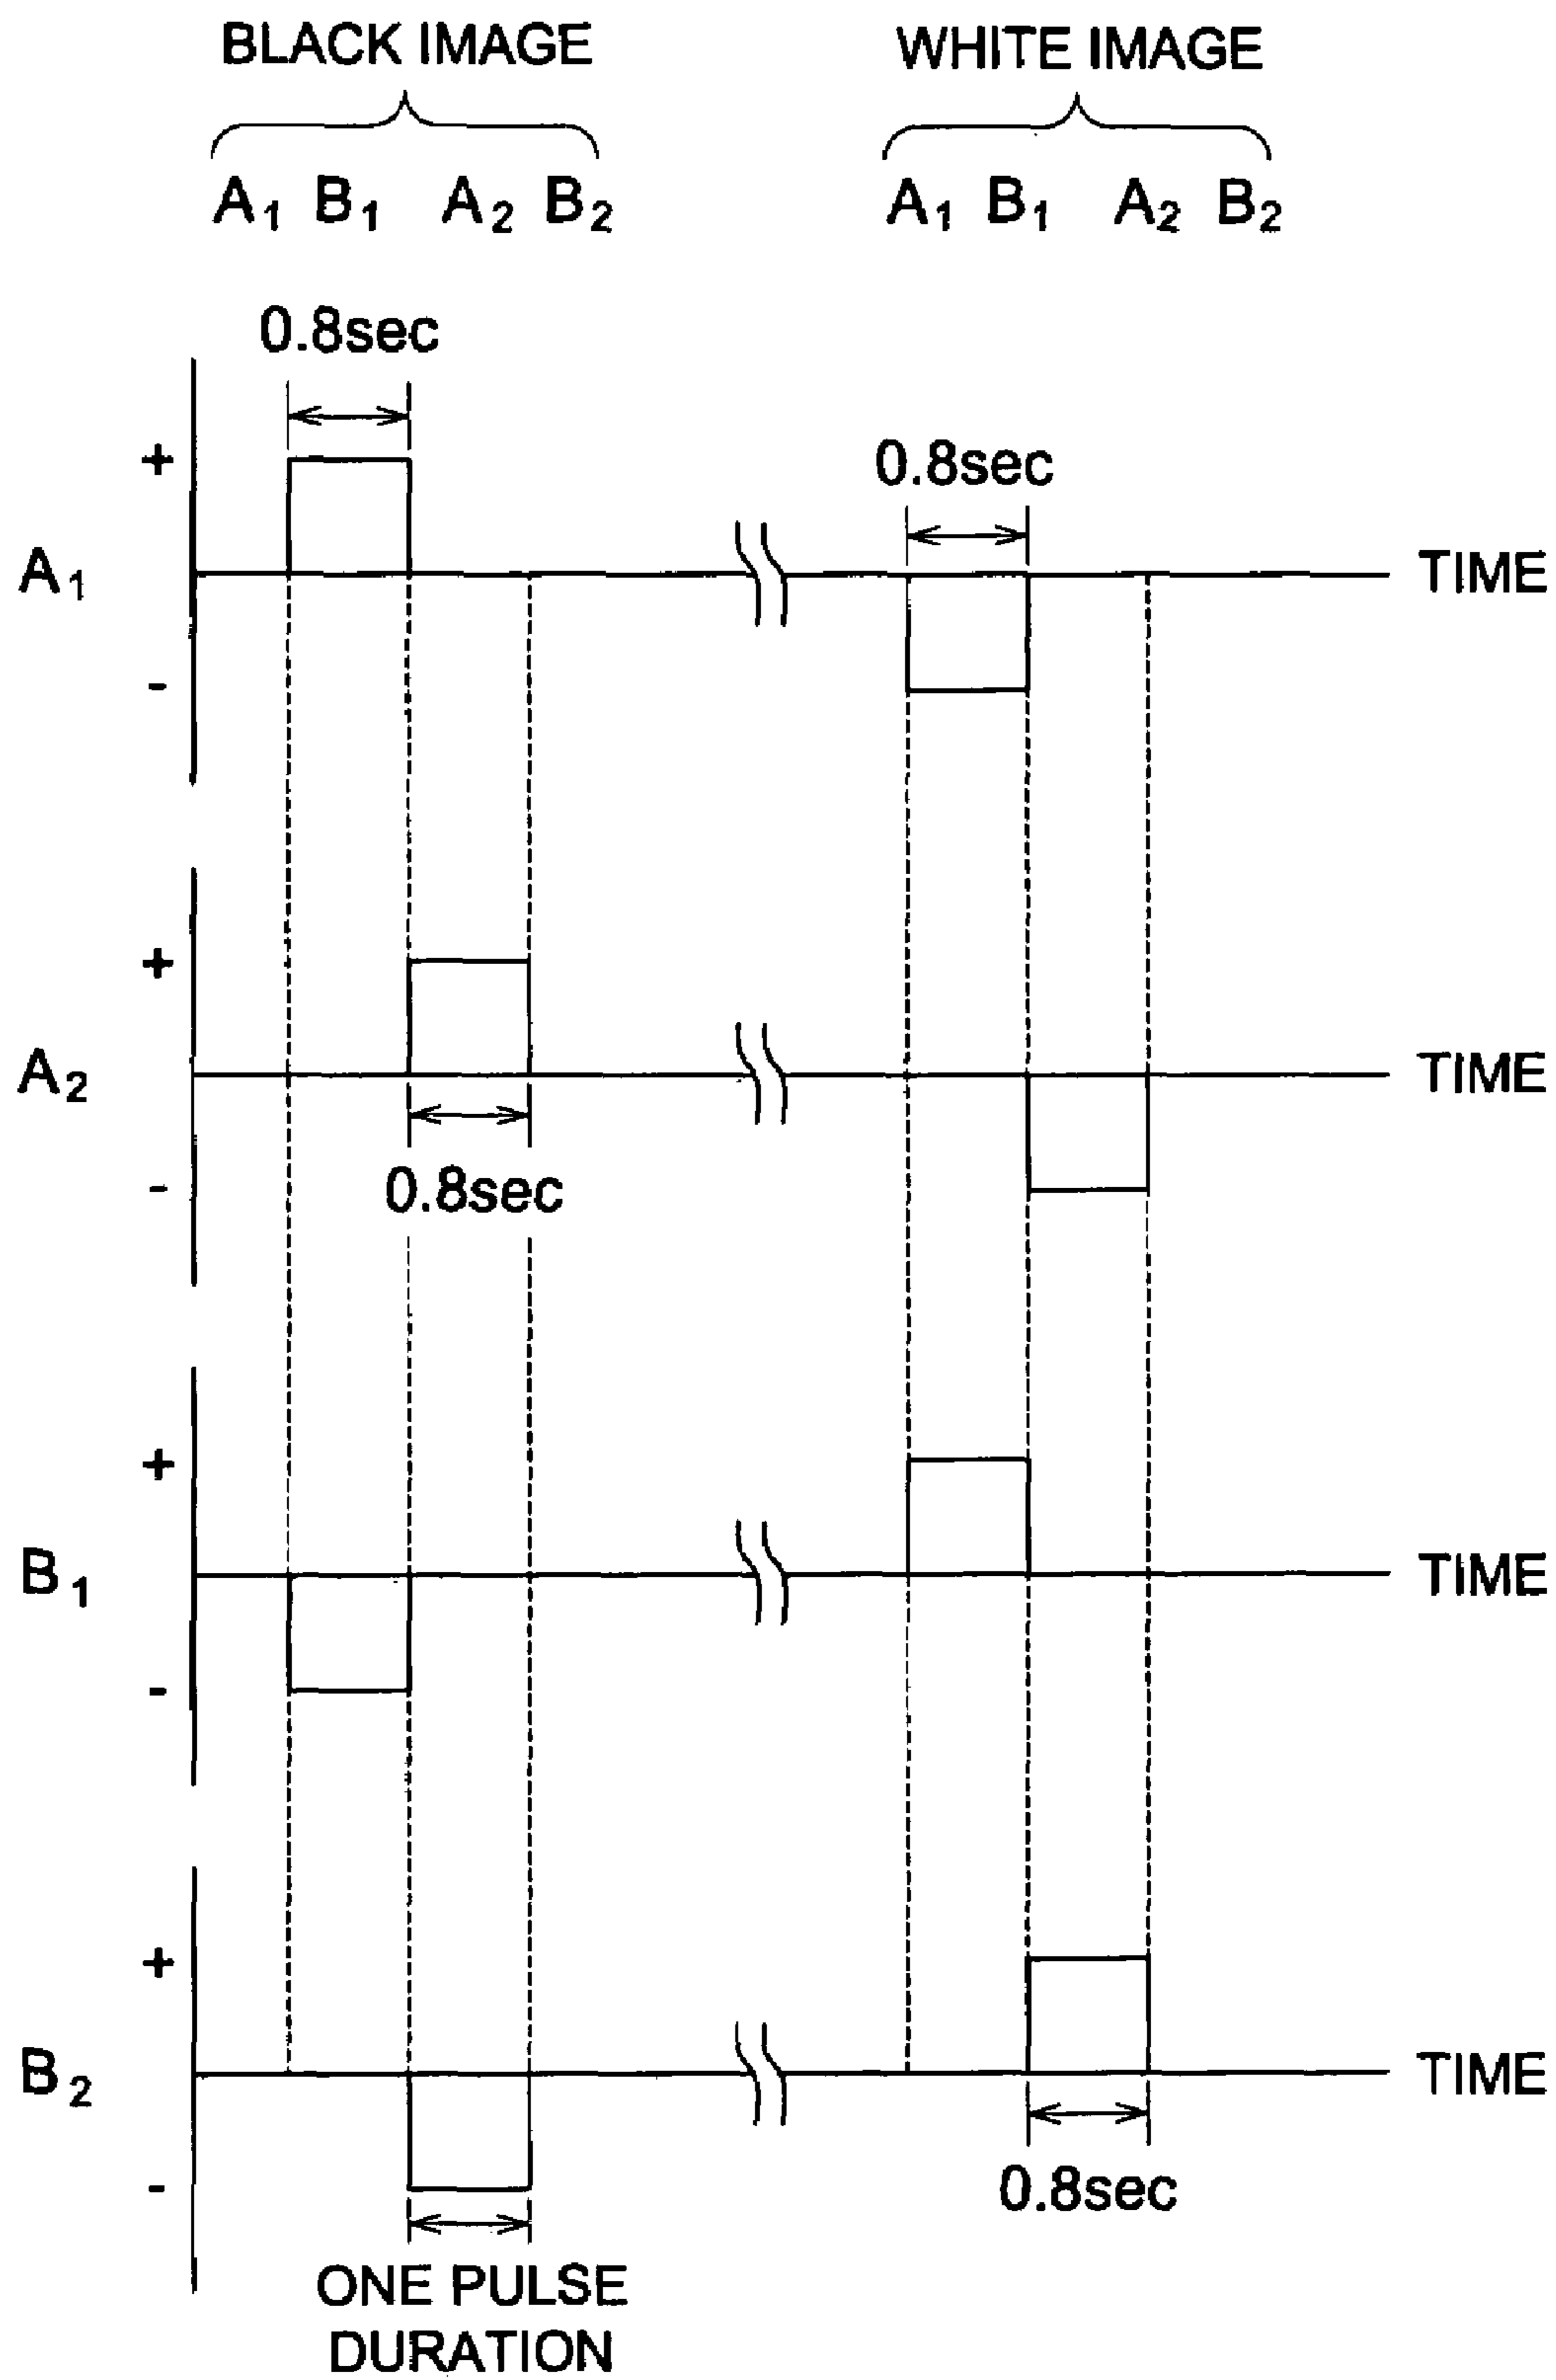 BLACK IMAGE WHITE IMAGE
A1 B1 A2 B2 A1 B1 A2 B2
0.8sec
+ 0.8sec
A1 TIME
-
+
A2 TIME
- 0.8sec
+
B1 TIME
-
+
B2 TIME
- 0.8sec
ONE PULSE
DURATION